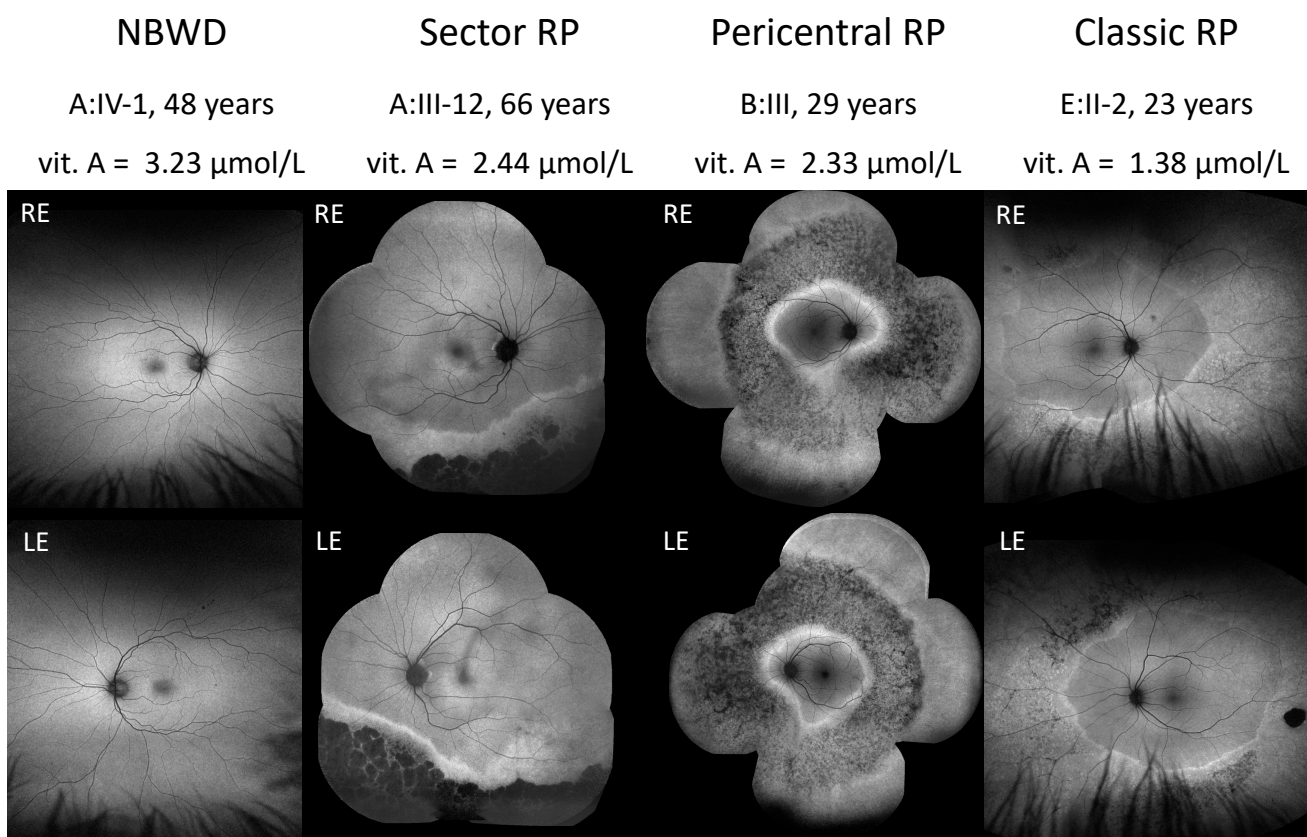 NBWD Sector RP Pericentral RP Classic RP
A:IV-1, 48 years A:III-12, 66 years B:III, 29 years E:II-2, 23 years
vit. A = 3.23 µmol/L vit. A = 2.44 µmol/L vit. A = 2.33 µmol/L vit. A = 1.38 µmol/L
RE RE RE RE
LE LE LE LE